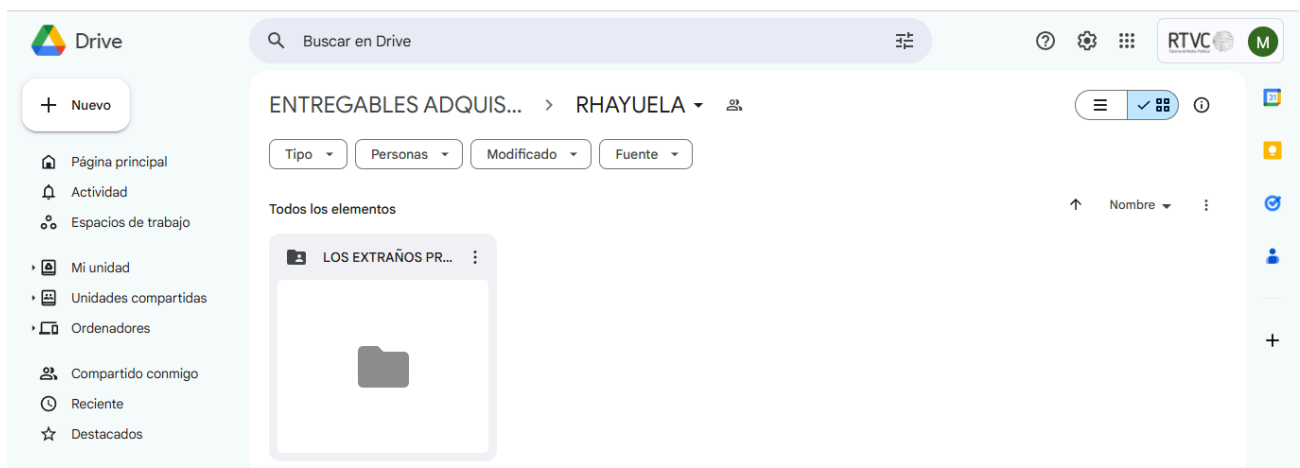 Drive
Buscar en Drive
RTVC
M
Nuevo
ENTREGABLES ADQUIS... > RHAYUELA
Tipo
Personas
Modificado
Fuente
Página principal
Actividad
Espacios de trabajo
Todos los elementos
Nombre
Mi unidad
Unidades compartidas
Ordenadores
LOS EXTRAÑOS PR...
Compartido conmigo
Reciente
Destacados
31